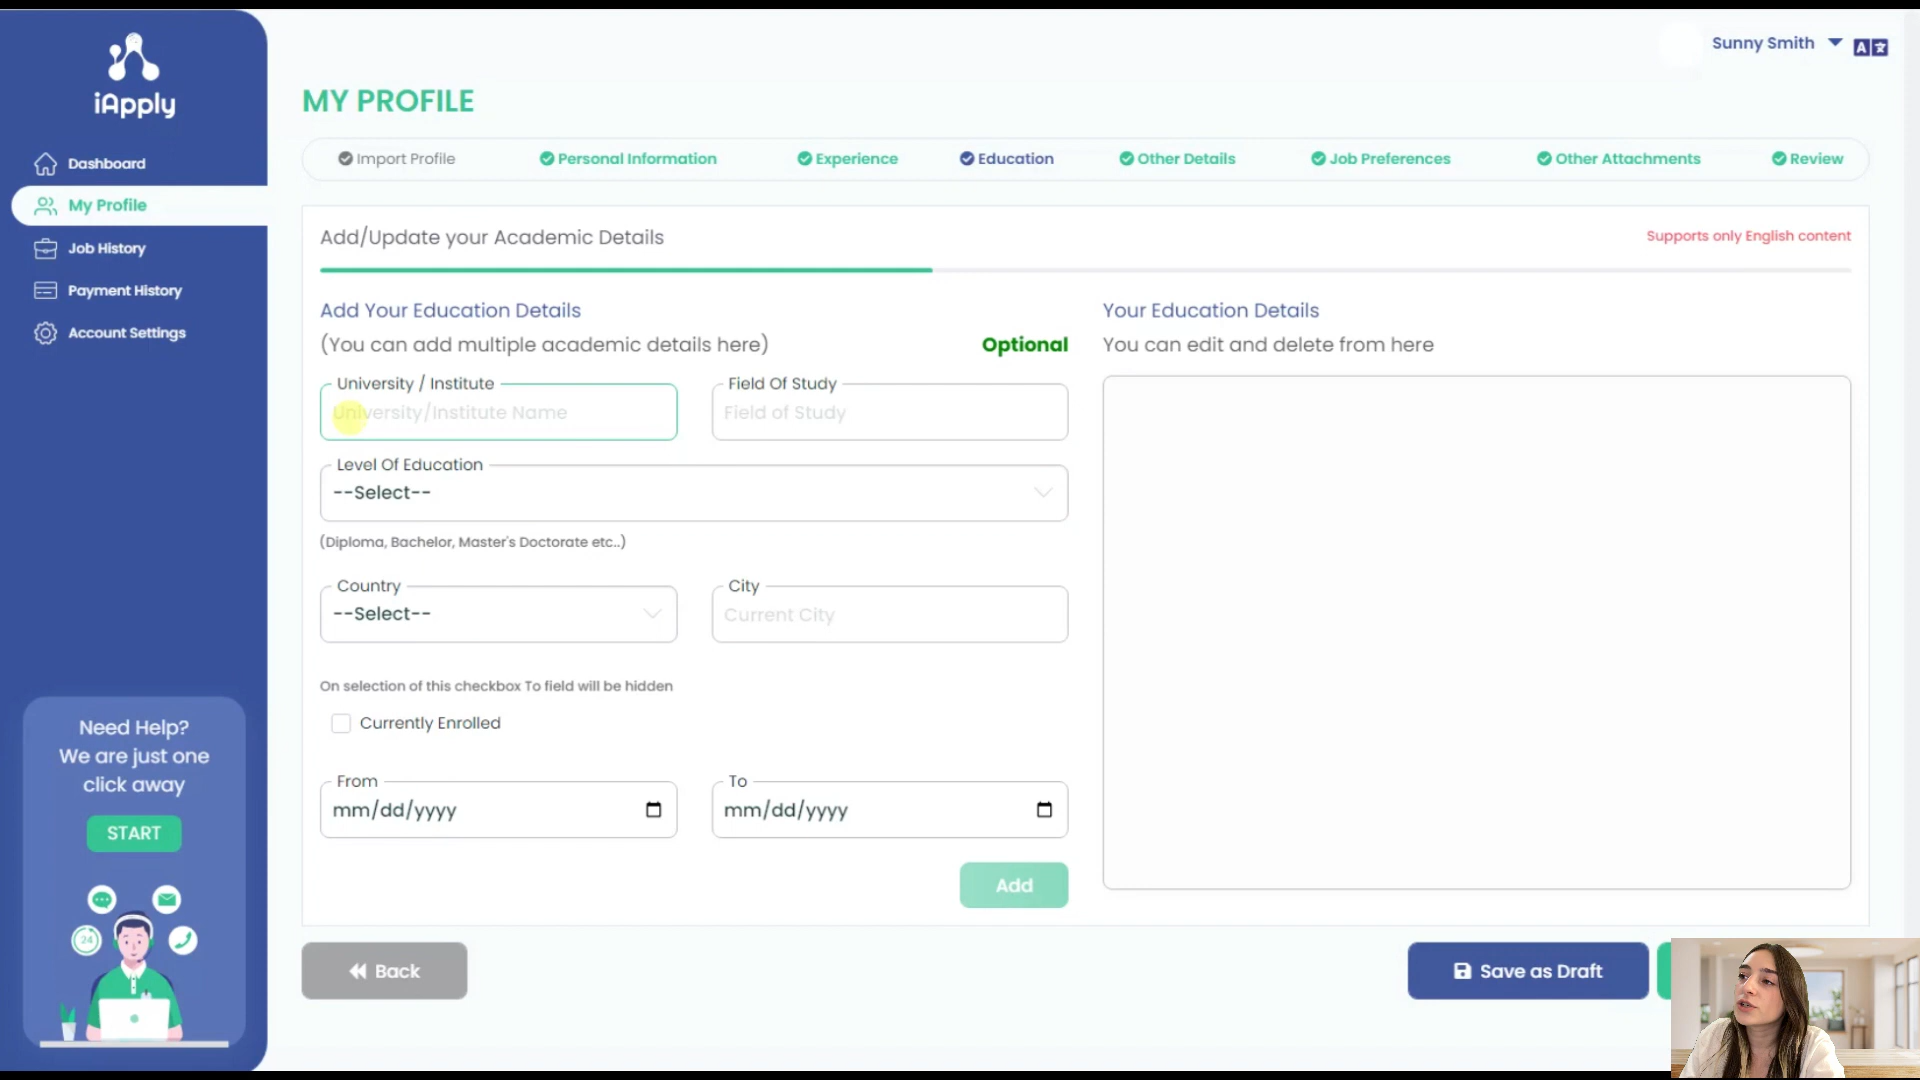 Sunny Smith
A
iApply
MY PROFILE
Dashboard
My Profile
Job History
Payment History
Account Settings
Import Profile
Personal Information
Experience
Education
Other Details
Job Preferences
Other Attachments
Review
Add/Update your Academic Details
Supports only English content
Add Your Education Details
(You can add multiple academic details here)
Optional
University / Institute
University/Institute Name
Field Of Study
Field of Study
Level Of Education
--Select--
(Diploma, Bachelor, Master's Doctorate etc..)
Country
--Select--
City
Current City
On selection of this checkbox To field will be hidden
Currently Enrolled
From
mm/dd/yyyy
To
mm/dd/yyyy
Add
Your Education Details
You can edit and delete from here
Need Help?
We are just one
click away
START
24
Back
Save as Draft